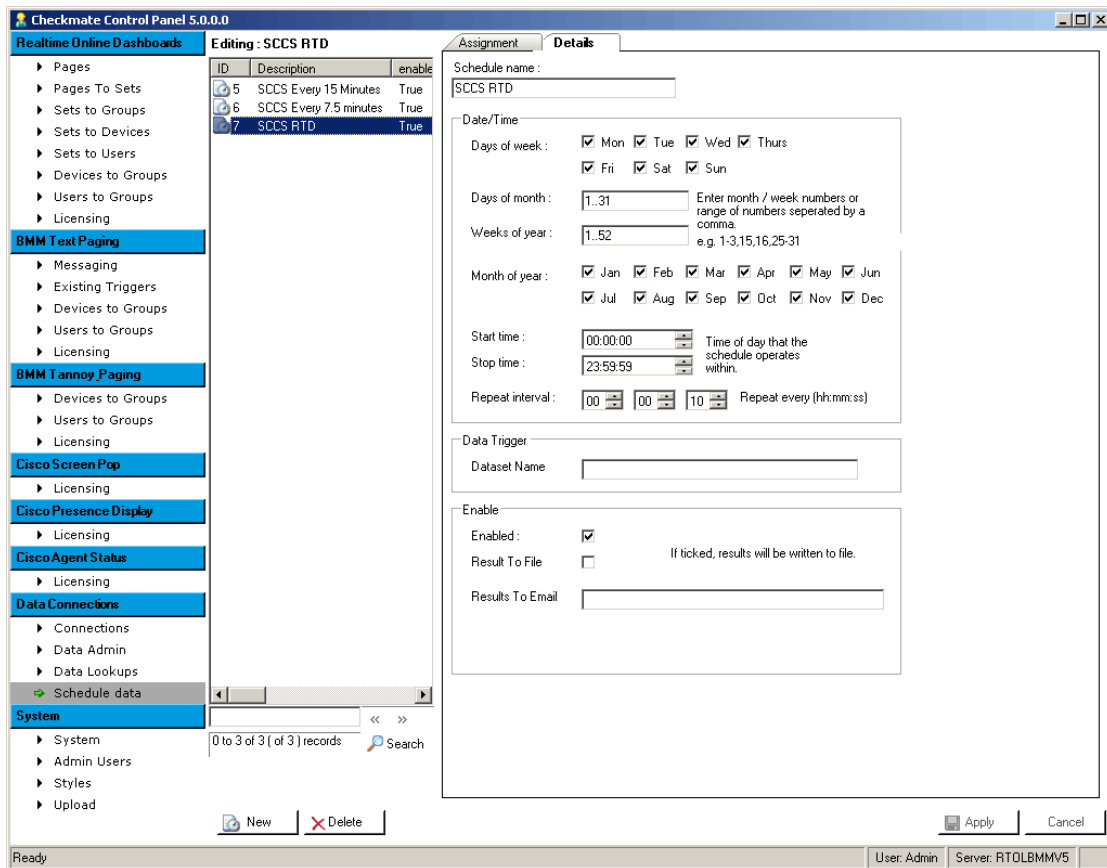 Checkmate Control Panel 5.0.0.0
Realtime Online Dashboards
Pages
Pages To Sets
Sets to Groups
Sets to Devices
Sets to Users
Devices to Groups
Users to Groups
Licensing
BMM Text Paging
Messaging
Existing Triggers
Devices to Groups
Users to Groups
Licensing
BMM Tannoy_Paging
Devices to Groups
Users to Groups
Licensing
Cisco Screen Pop
Licensing
Cisco Presence Display
Licensing
Cisco Agent Status
Licensing
Data Connections
Connections
Data Admin
Data Lookups
Schedule data
System
System
Admin Users
Styles
Upload
Editing : SCCS RTD
ID Description enable
5 SCCS Every 15 Minutes True
6 SCCS Every 7.5 minutes True
7 SCCS RTD True
<< >>
0 to 3 of 3 ( of 3 ) records Search
New Delete
Assignment Details
Schedule name :
SCCS RTD
Date/Time
Days of week : Mon Tue Wed Thurs
Fri Sat Sun
Days of month : 1..31
Weeks of year : 1..52
Enter month / week numbers or
range of numbers seperated by a
comma.
e.g. 1-3,15,16,25-31
Month of year : Jan Feb Mar Apr May Jun
Jul Aug Sep Oct Nov Dec
Start time : 00:00:00
Stop time : 23:59:59
Time of day that the
schedule operates
within.
Repeat interval : 00 00 10 Repeat every (hh:mm:ss)
Data Trigger
Dataset Name
Enable
Enabled :
Result To File If ticked, results will be written to file.
Results To Email
Apply Cancel
Ready User: Admin Server: RTOLBMMV5